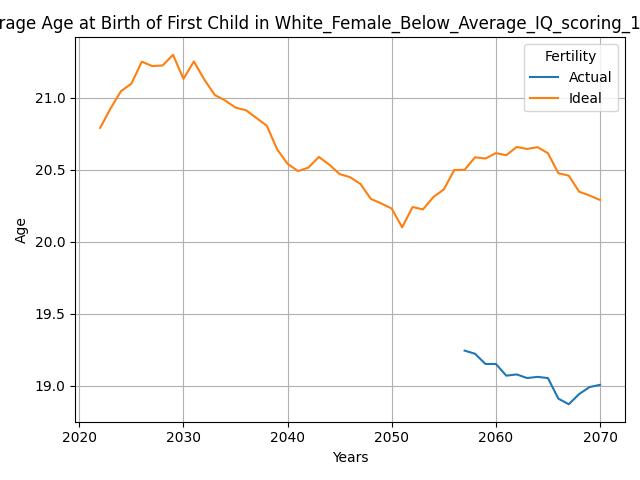 rage Age at Birth of First Child in White_Female_Below_Average_IQ_scoring_1
Fertility
Actual
Ideal
21.0
20.5
20.0
19.5
19.0
Age
2020 2030 2040 2050 2060 2070
Years